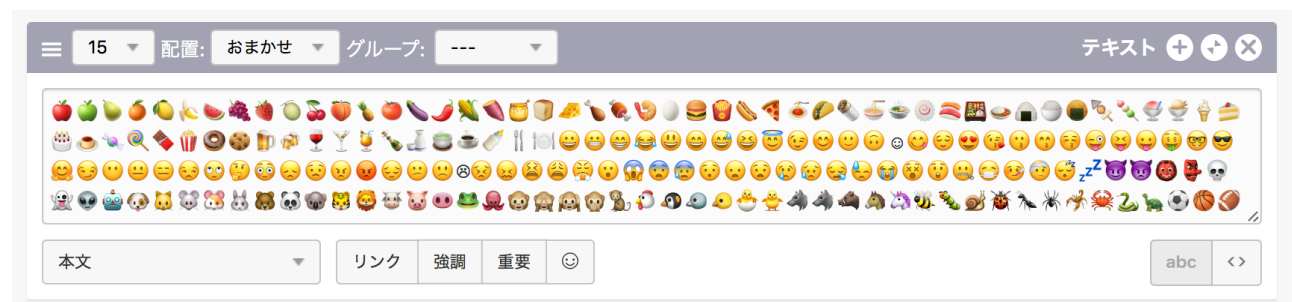 15 配置: おまかせ グループ: --- テキスト
本文 リンク 強調 重要 abc <>